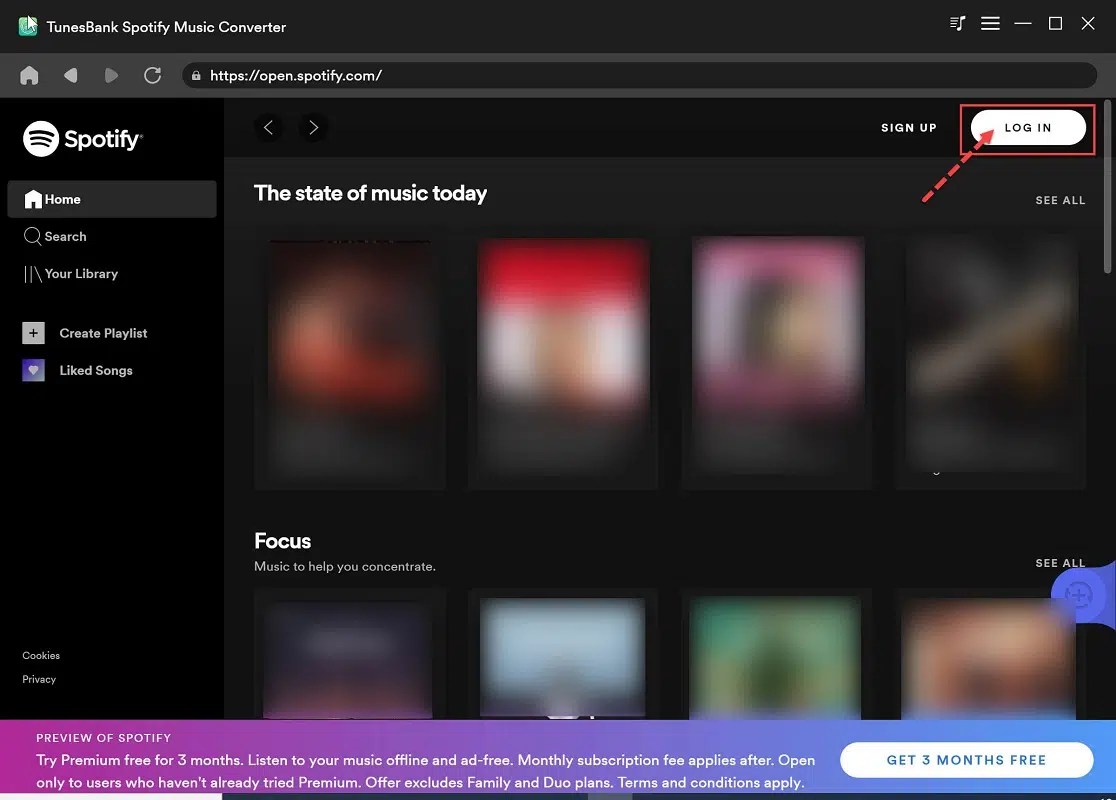 TunesBank Spotify Music Converter
https://open.spotify.com/
Spotify
SIGN UP
LOG IN
Home
Search
Your Library
Create Playlist
Liked Songs
The state of music today
SEE ALL
Focus
Music to help you concentrate.
SEE ALL
Cookies
Privacy
PREVIEW OF SPOTIFY
Try Premium free for 3 months. Listen to your music offline and ad-free. Monthly subscription fee applies after. Open
only to users who haven't already tried Premium. Offer excludes Family and Duo plans. Terms and conditions apply.
GET 3 MONTHS FREE